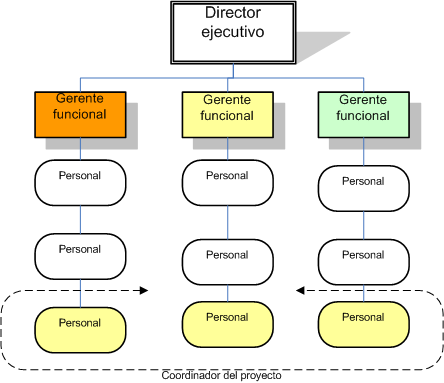 Director
ejecutivo
Gerente
funcional
Gerente
funcional
Gerente
funcional
Personal
Personal
Personal
Personal
Personal
Personal
Personal
Personal
Personal
Coordinador del proyecto